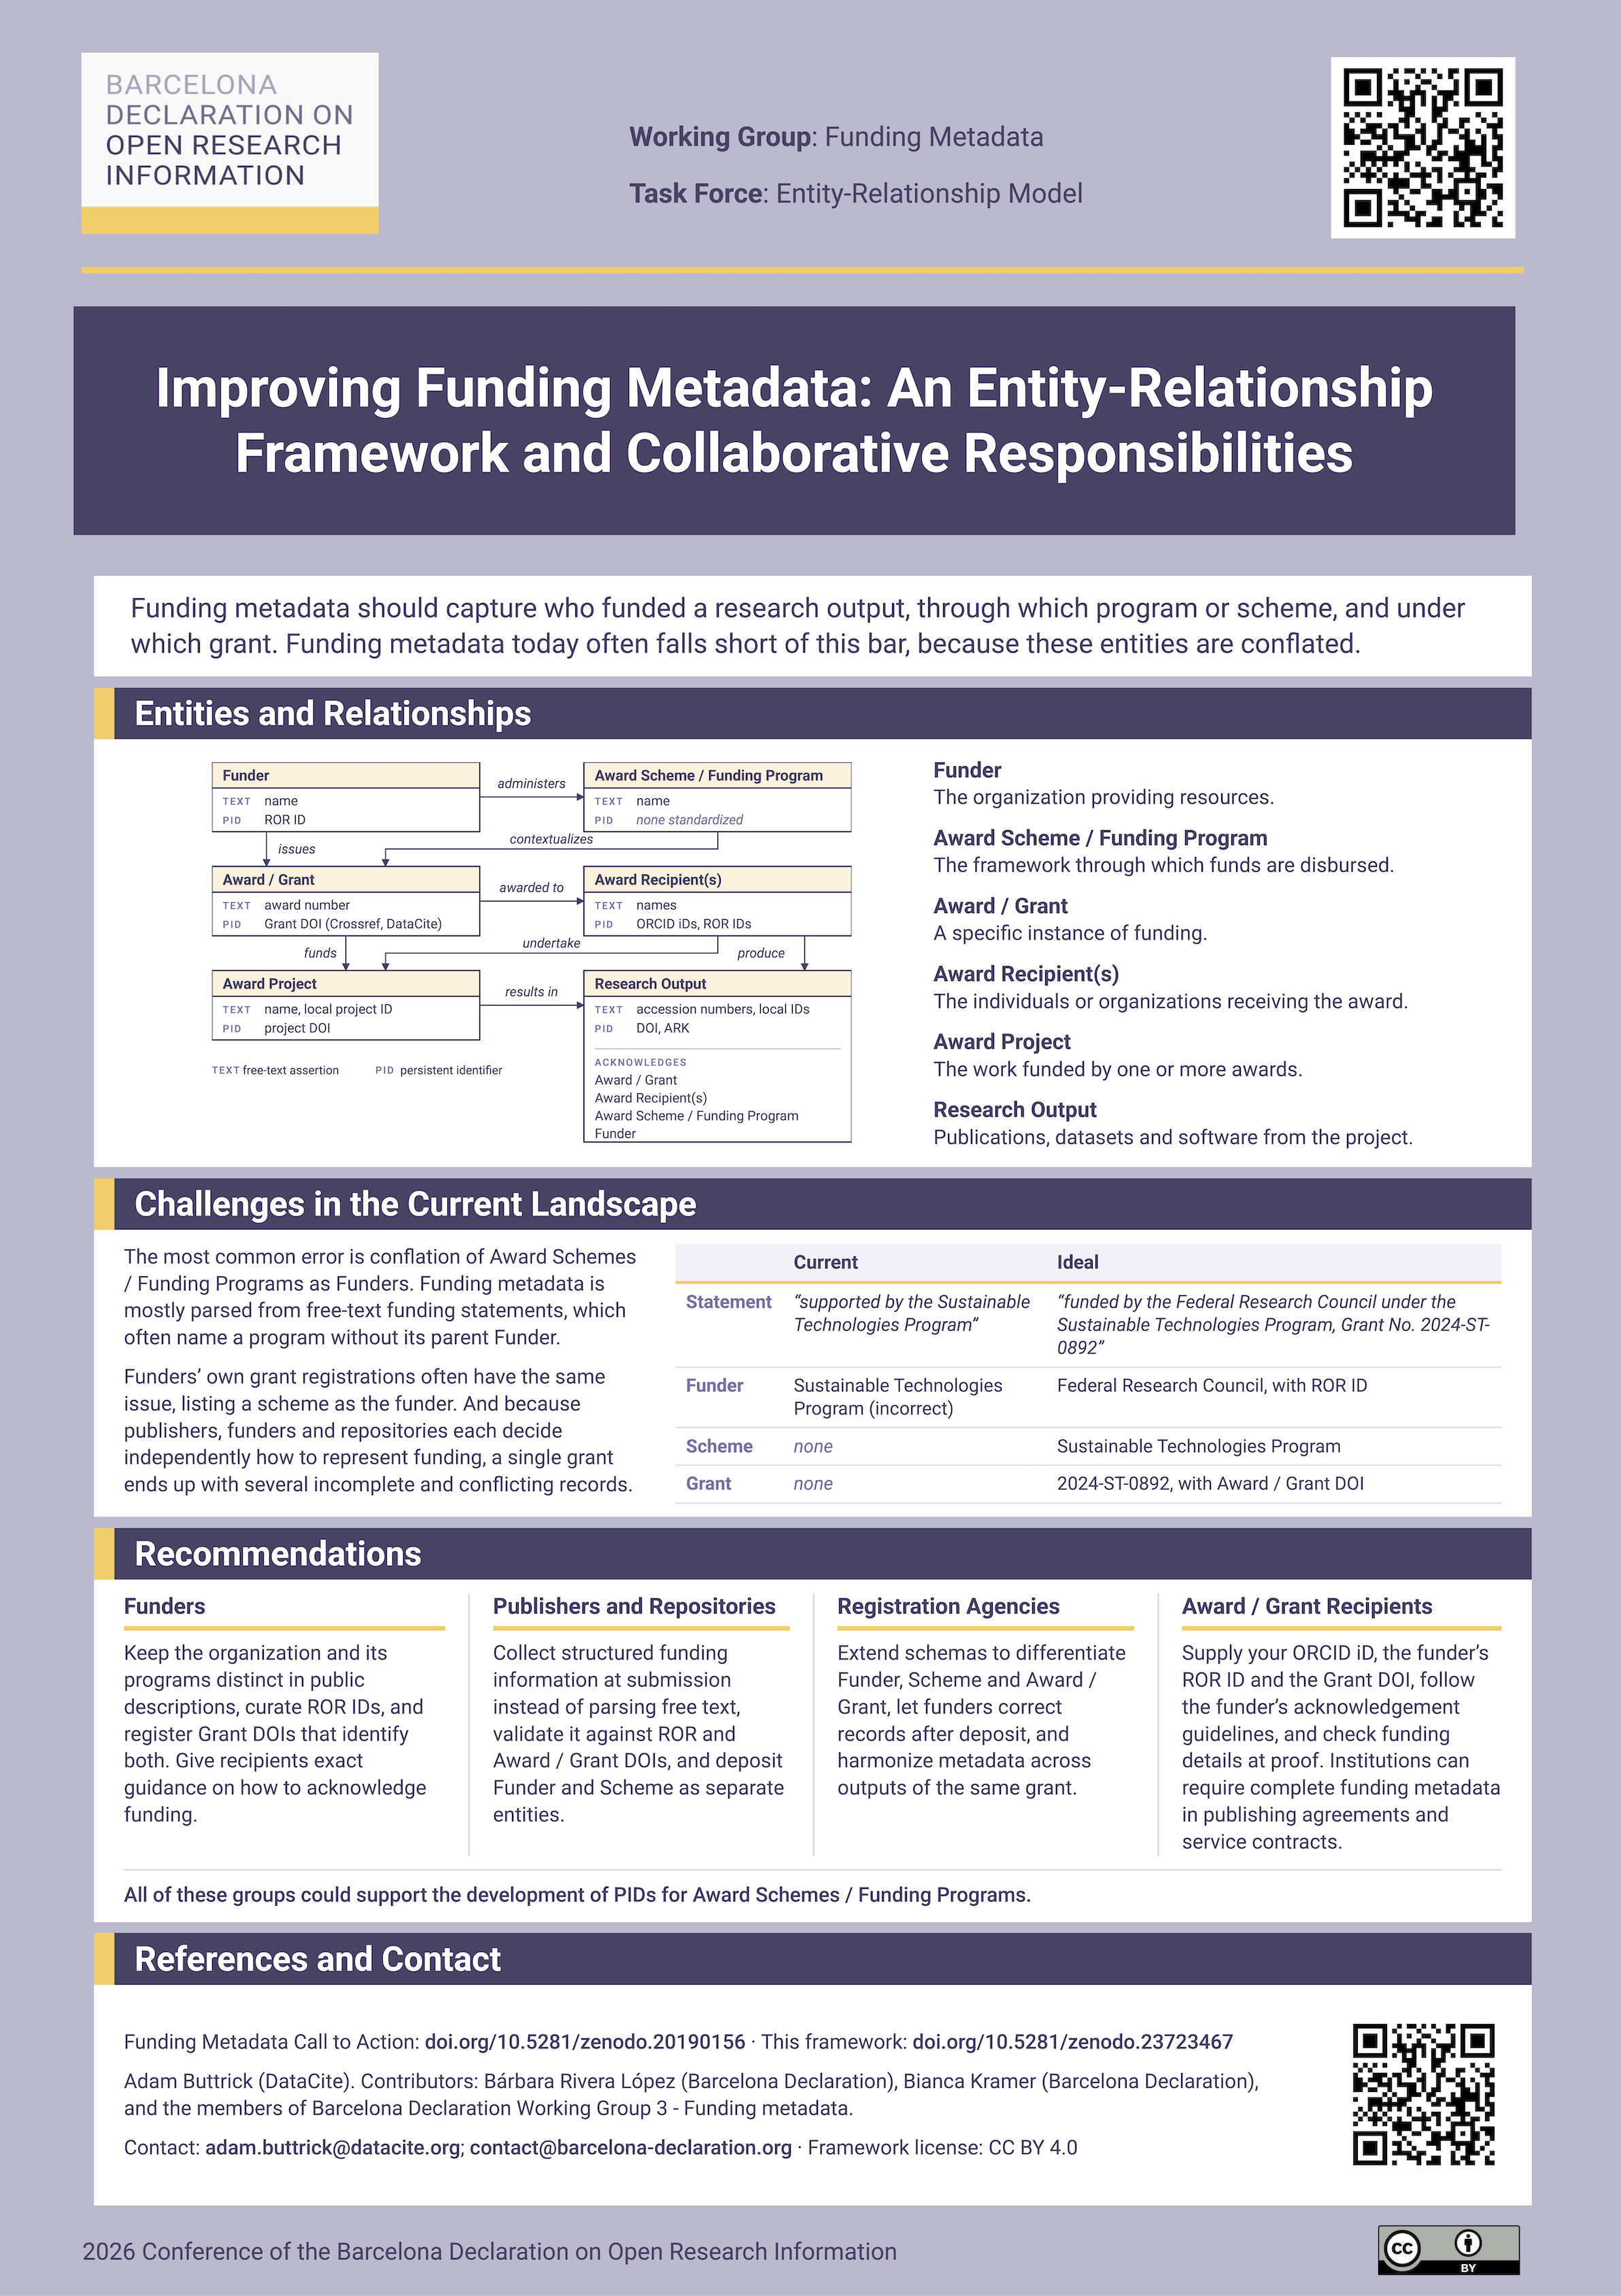 BARCELONA
DECLARATION ON
OPEN RESEARCH
INFORMATION
Working Group: Funding Metadata
Task Force: Entity-Relationship Model
Improving Funding Metadata: An Entity-Relationship
Framework and Collaborative Responsibilities
Funding metadata should capture who funded a research output, through which program or scheme, and under
which grant. Funding metadata today often falls short of this bar, because these entities are conflated.
Entities and Relationships
Funder
TEXT name
PID ROR ID
administers
Award Scheme / Funding Program
TEXT name
PID none standardized
issues
contextualizes
Award / Grant
TEXT award number
PID Grant DOI (Crossref, DataCite)
awarded to
Award Recipient(s)
TEXT names
PID ORCID iDs, ROR IDs
funds
undertake
produce
Award Project
TEXT name, local project ID
PID project DOI
results in
Research Output
TEXT accession numbers, local IDs
PID DOI, ARK
ACKNOWLEDGES
Award / Grant
Award Recipient(s)
Award Scheme / Funding Program
Funder
TEXT free-text assertion PID persistent identifier
Funder
The organization providing resources.
Award Scheme / Funding Program
The framework through which funds are disbursed.
Award / Grant
A specific instance of funding.
Award Recipient(s)
The individuals or organizations receiving the award.
Award Project
The work funded by one or more awards.
Research Output
Publications, datasets and software from the project.
Challenges in the Current Landscape
The most common error is conflation of Award Schemes
/ Funding Programs as Funders. Funding metadata is
mostly parsed from free-text funding statements, which
often name a program without its parent Funder.
Funders’ own grant registrations often have the same
issue, listing a scheme as the funder. And because
publishers, funders and repositories each decide
independently how to represent funding, a single grant
ends up with several incomplete and conflicting records.
Current Ideal
Statement “supported by the Sustainable “funded by the Federal Research Council under the
Technologies Program” Sustainable Technologies Program, Grant No. 2024-ST-
0892”
Funder Sustainable Technologies Federal Research Council, with ROR ID
Program (incorrect)
Scheme none Sustainable Technologies Program
Grant none 2024-ST-0892, with Award / Grant DOI
Recommendations
Funders
Keep the organization and its
programs distinct in public
descriptions, curate ROR IDs, and
register Grant DOIs that identify
both. Give recipients exact
guidance on how to acknowledge
funding.
Publishers and Repositories
Collect structured funding
information at submission
instead of parsing free text,
validate it against ROR and
Award / Grant DOIs, and deposit
Funder and Scheme as separate
entities.
Registration Agencies
Extend schemas to differentiate
Funder, Scheme and Award /
Grant, let funders correct
records after deposit, and
harmonize metadata across
outputs of the same grant.
Award / Grant Recipients
Supply your ORCID iD, the funder’s
ROR ID and the Grant DOI, follow
the funder’s acknowledgement
guidelines, and check funding
details at proof. Institutions can
require complete funding metadata
in publishing agreements and
service contracts.
All of these groups could support the development of PIDs for Award Schemes / Funding Programs.
References and Contact
Funding Metadata Call to Action: doi.org/10.5281/zenodo.20190156 · This framework: doi.org/10.5281/zenodo.23723467
Adam Buttrick (DataCite). Contributors: Bárbara Rivera López (Barcelona Declaration), Bianca Kramer (Barcelona Declaration),
and the members of Barcelona Declaration Working Group 3 - Funding metadata.
Contact: adam.buttrick@datacite.org; contact@barcelona-declaration.org · Framework license: CC BY 4.0
2026 Conference of the Barcelona Declaration on Open Research Information
cc
BY